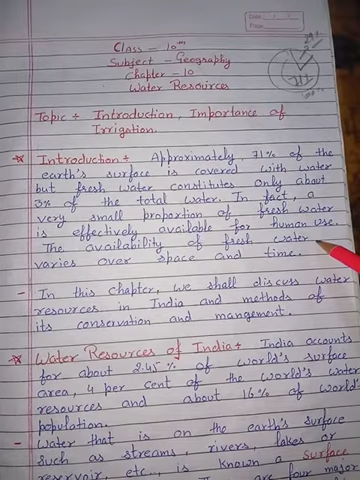 Class - 10th
Subject - Geography
Chapter - 10
Water Resources
Topic ÷ Introduction, Importance of
Irrigation.
Introduction ÷ Approximately, 71% of the
earth's surface is covered with water
but fresh water constitutes only about
3% of the total water. In fact, a
very small proportion of fresh water
is effectively available for human use.
The availability of fresh water
varies over space and time.
- In this chapter, we shall discuss water
resources in India and methods of
its conservation and mangement.
Water Resources of India ÷ India accounts
for about 2.45% of world's surface
area, 4 per cent of the world's water
resources and about 16% of world's
population.
- Water that is on the earth's surface
such as streams, rivers, lakes or
reservoir, etc., is known a surface
are four major